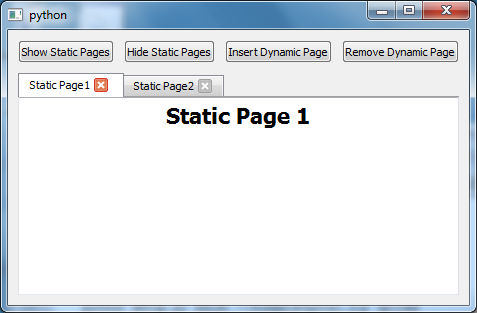 python
Show Static Pages Hide Static Pages Insert Dynamic Page Remove Dynamic Page
Static Page1 Static Page2
Static Page 1